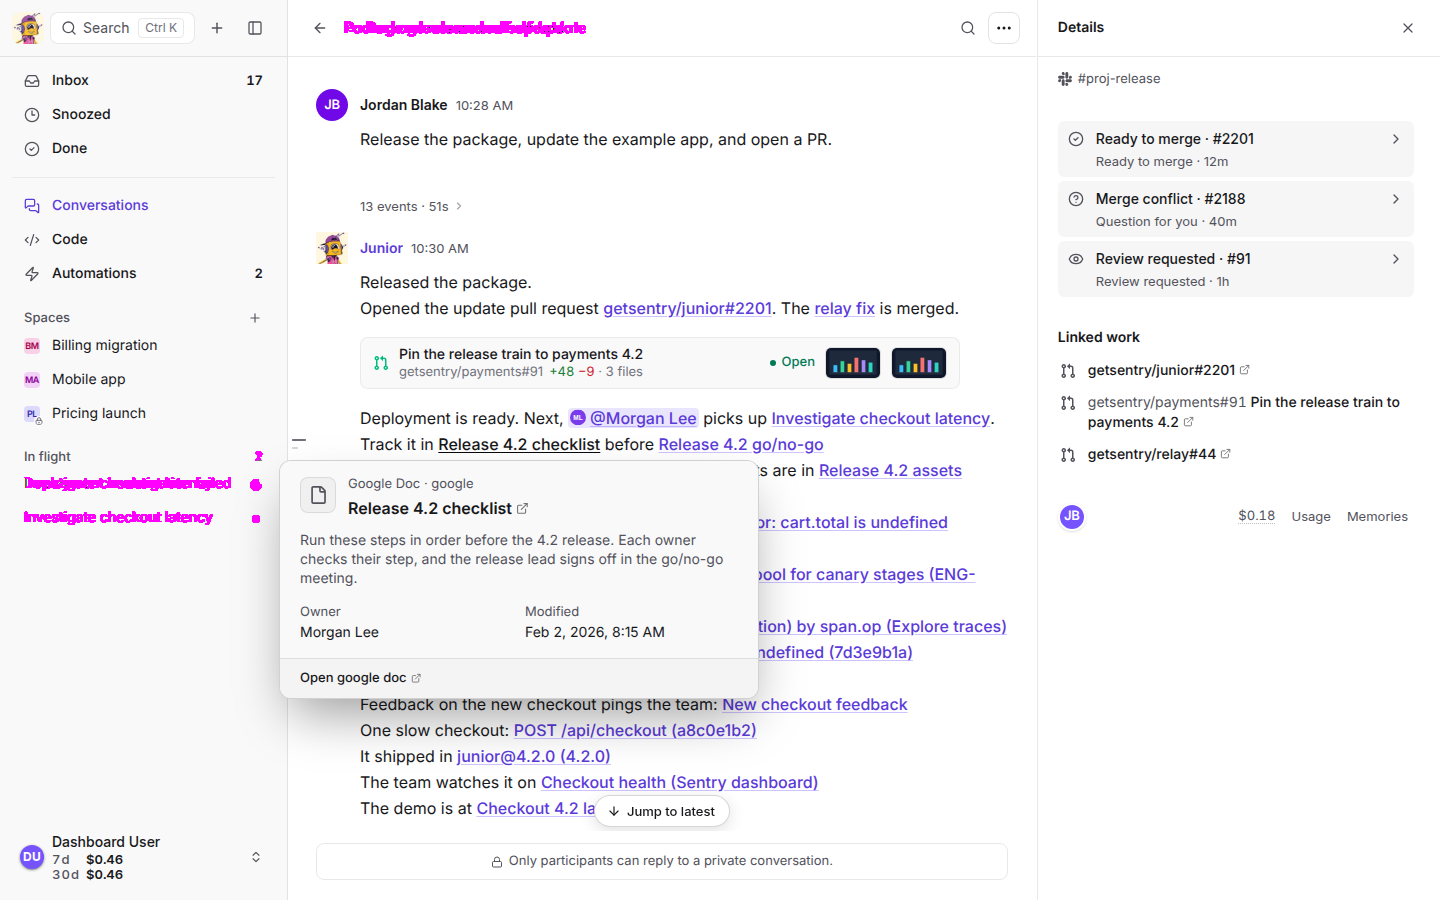 Search
Ctrl K
Inbox
17
Snoozed
Done
Conversations
Code
Automations
2
Spaces
BM
Billing migration
MA
Mobile app
PL
Pricing launch
In flight
Investigate checkout latency
DU
Dashboard User
7d $0.46
30d $0.46
JB
Jordan Blake 10:28 AM
Release the package, update the example app, and open a PR.
13 events · 51s
Junior 10:30 AM
Released the package.
Opened the update pull request getsentry/junior#2201. The relay fix is merged.
Pin the release train to payments 4.2
getsentry/payments#91 +48 −9 · 3 files
Open
Deployment is ready. Next, ML @Morgan Lee picks up Investigate checkout latency.
Track it in Release 4.2 checklist before Release 4.2 go/no-go
s are in Release 4.2 assets
or: cart.total is undefined
pool for canary stages (ENG-
tion) by span.op (Explore traces)
ndefined (7d3e9b1a)
Google Doc · google
Release 4.2 checklist
Run these steps in order before the 4.2 release. Each owner
checks their step, and the release lead signs off in the go/no-go
meeting.
Owner
Modified
Morgan Lee
Feb 2, 2026, 8:15 AM
Open google doc
Feedback on the new checkout pings the team: New checkout feedback
One slow checkout: POST /api/checkout (a8c0e1b2)
It shipped in junior@4.2.0 (4.2.0)
The team watches it on Checkout health (Sentry dashboard)
The demo is at Checkout 4.2 la
Jump to latest
Only participants can reply to a private conversation.
Details
#proj-release
Ready to merge · #2201
Ready to merge · 12m
Merge conflict · #2188
Question for you · 40m
Review requested · #91
Review requested · 1h
Linked work
getsentry/junior#2201
getsentry/payments#91 Pin the release train to
payments 4.2
getsentry/relay#44
JB
$0.18
Usage
Memories